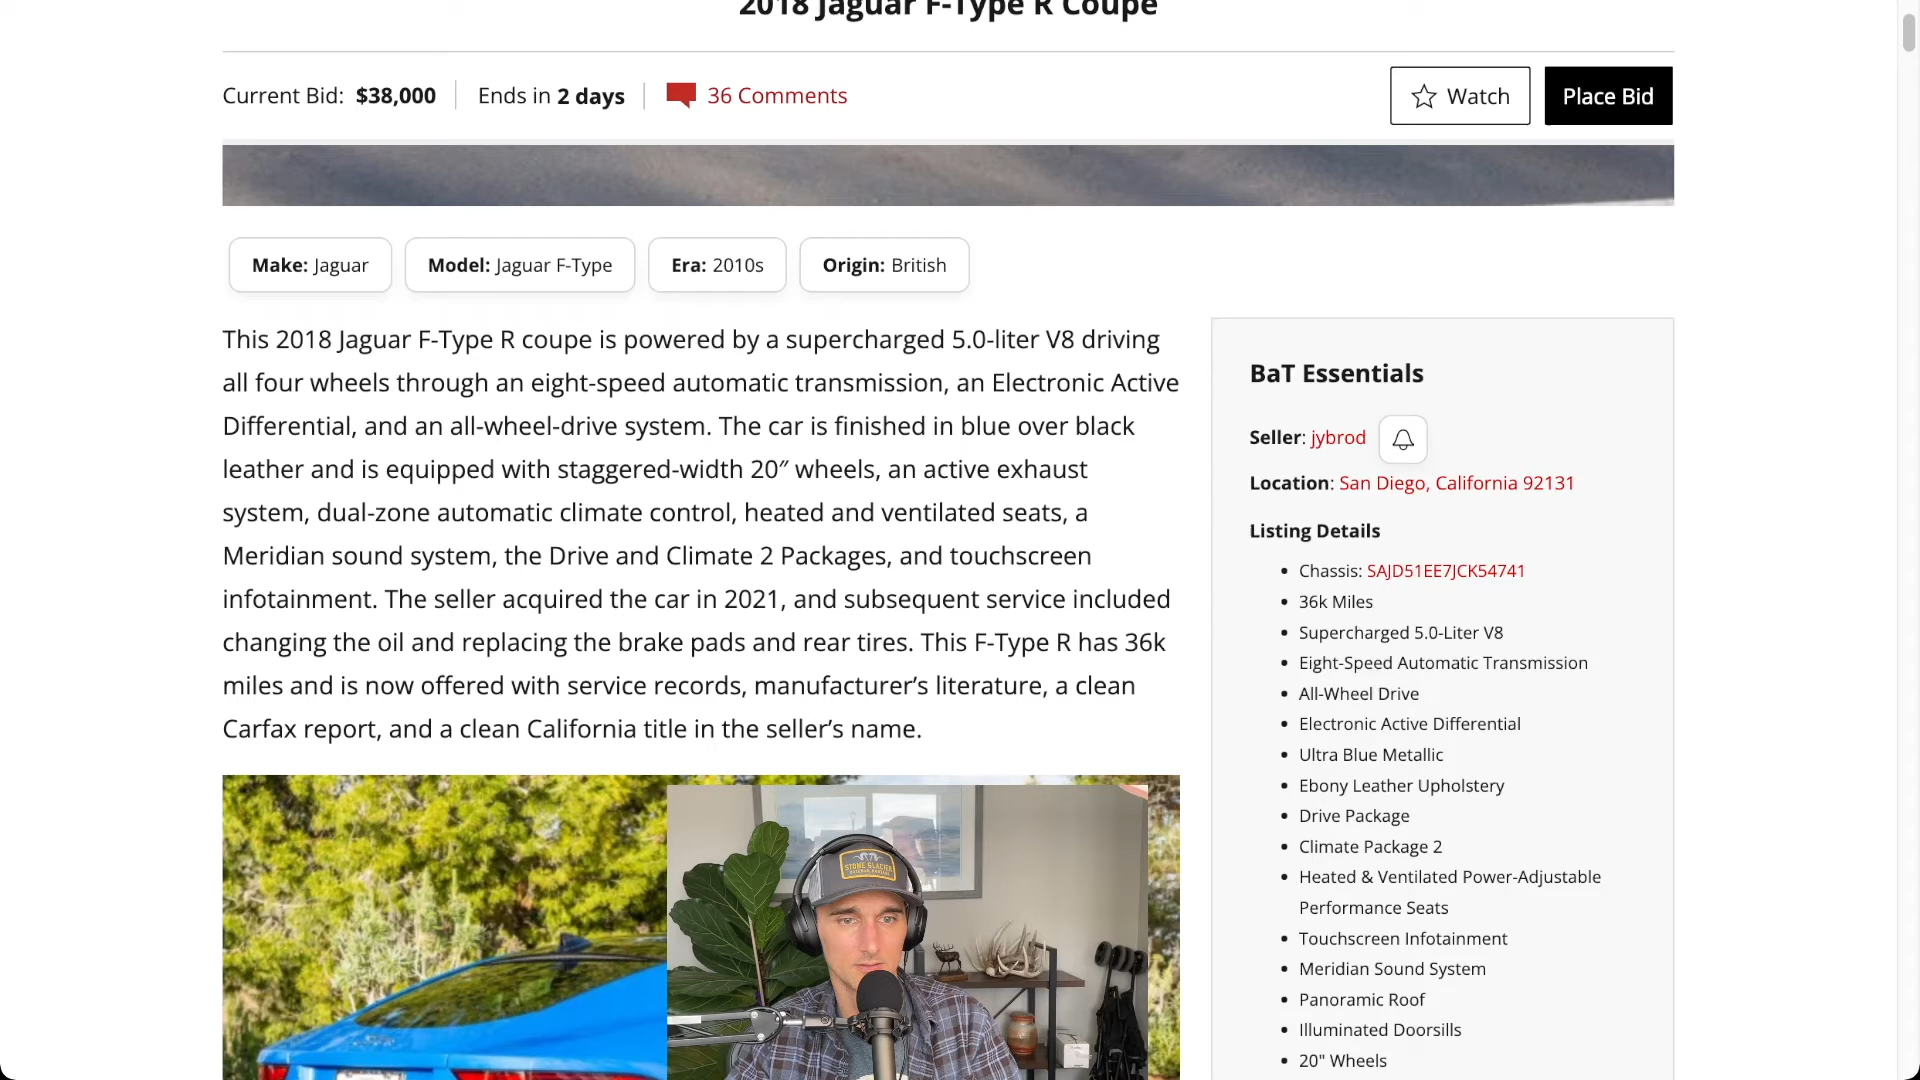 2018 Jaguar F-Type R Coupe
Current Bid: $38,000
Ends in 2 days
36 Comments
Watch
Place Bid
Make: Jaguar
Model: Jaguar F-Type
Era: 2010s
Origin: British
This 2018 Jaguar F-Type R coupe is powered by a supercharged 5.0-liter V8 driving
all four wheels through an eight-speed automatic transmission, an Electronic Active
Differential, and an all-wheel-drive system. The car is finished in blue over black
leather and is equipped with staggered-width 20″ wheels, an active exhaust
system, dual-zone automatic climate control, heated and ventilated seats, a
Meridian sound system, the Drive and Climate 2 Packages, and touchscreen
infotainment. The seller acquired the car in 2021, and subsequent service included
changing the oil and replacing the brake pads and rear tires. This F-Type R has 36k
miles and is now offered with service records, manufacturer’s literature, a clean
Carfax report, and a clean California title in the seller’s name.
BaT Essentials
Seller: jybrod
Location: San Diego, California 92131
Listing Details
• Chassis: SAJD51EE7JCK54741
• 36k Miles
• Supercharged 5.0-Liter V8
• Eight-Speed Automatic Transmission
• All-Wheel Drive
• Electronic Active Differential
• Ultra Blue Metallic
• Ebony Leather Upholstery
• Drive Package
• Climate Package 2
• Heated & Ventilated Power-Adjustable
Performance Seats
• Touchscreen Infotainment
• Meridian Sound System
• Panoramic Roof
• Illuminated Doorsills
• 20" Wheels
STONE GLACIER